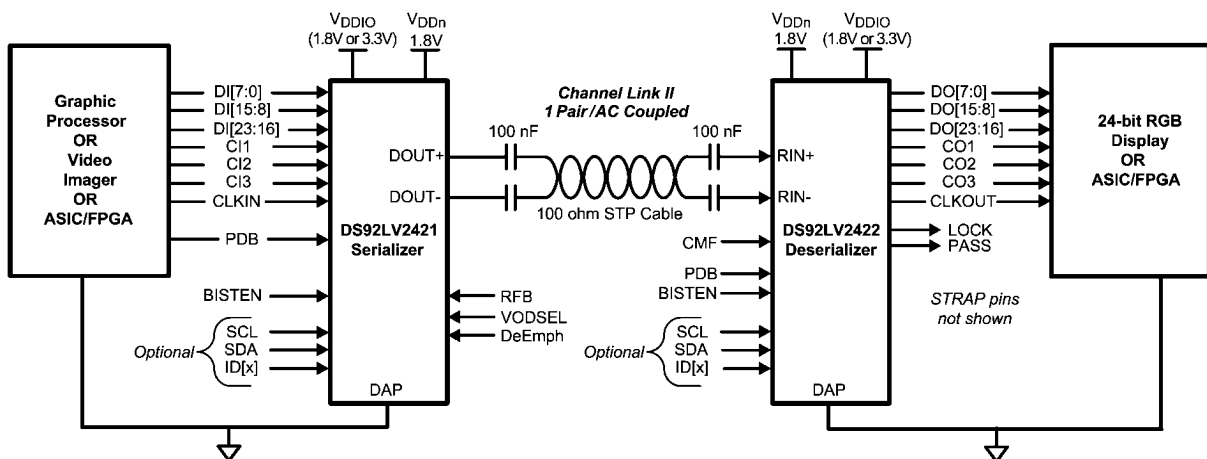 VDDIO
(1.8V or 3.3V)
VDDn
1.8V
VDDn
1.8V
VDDIO
(1.8V or 3.3V)
Graphic
Processor
OR
Video
Imager
OR
ASIC/FPGA
DI[7:0]
DI[15:8]
DI[23:16]
CI1
CI2
CI3
CLKIN
PDB
BISTEN
Optional
SCL
SDA
ID[x]
DOUT+
DOUT-
DS92LV2421
Serializer
DAP
RFB
VODSEL
DeEmph
Channel Link II
1 Pair /AC Coupled
100 nF
100 nF
100 ohm STP Cable
CMF
PDB
BISTEN
Optional
SCL
SDA
ID[x]
RIN+
RIN-
DS92LV2422
Deserializer
DAP
DO[7:0]
DO[15:8]
DO[23:16]
CO1
CO2
CO3
CLKOUT
LOCK
PASS
STRAP pins
not shown
24-bit RGB
Display
OR
ASIC/FPGA